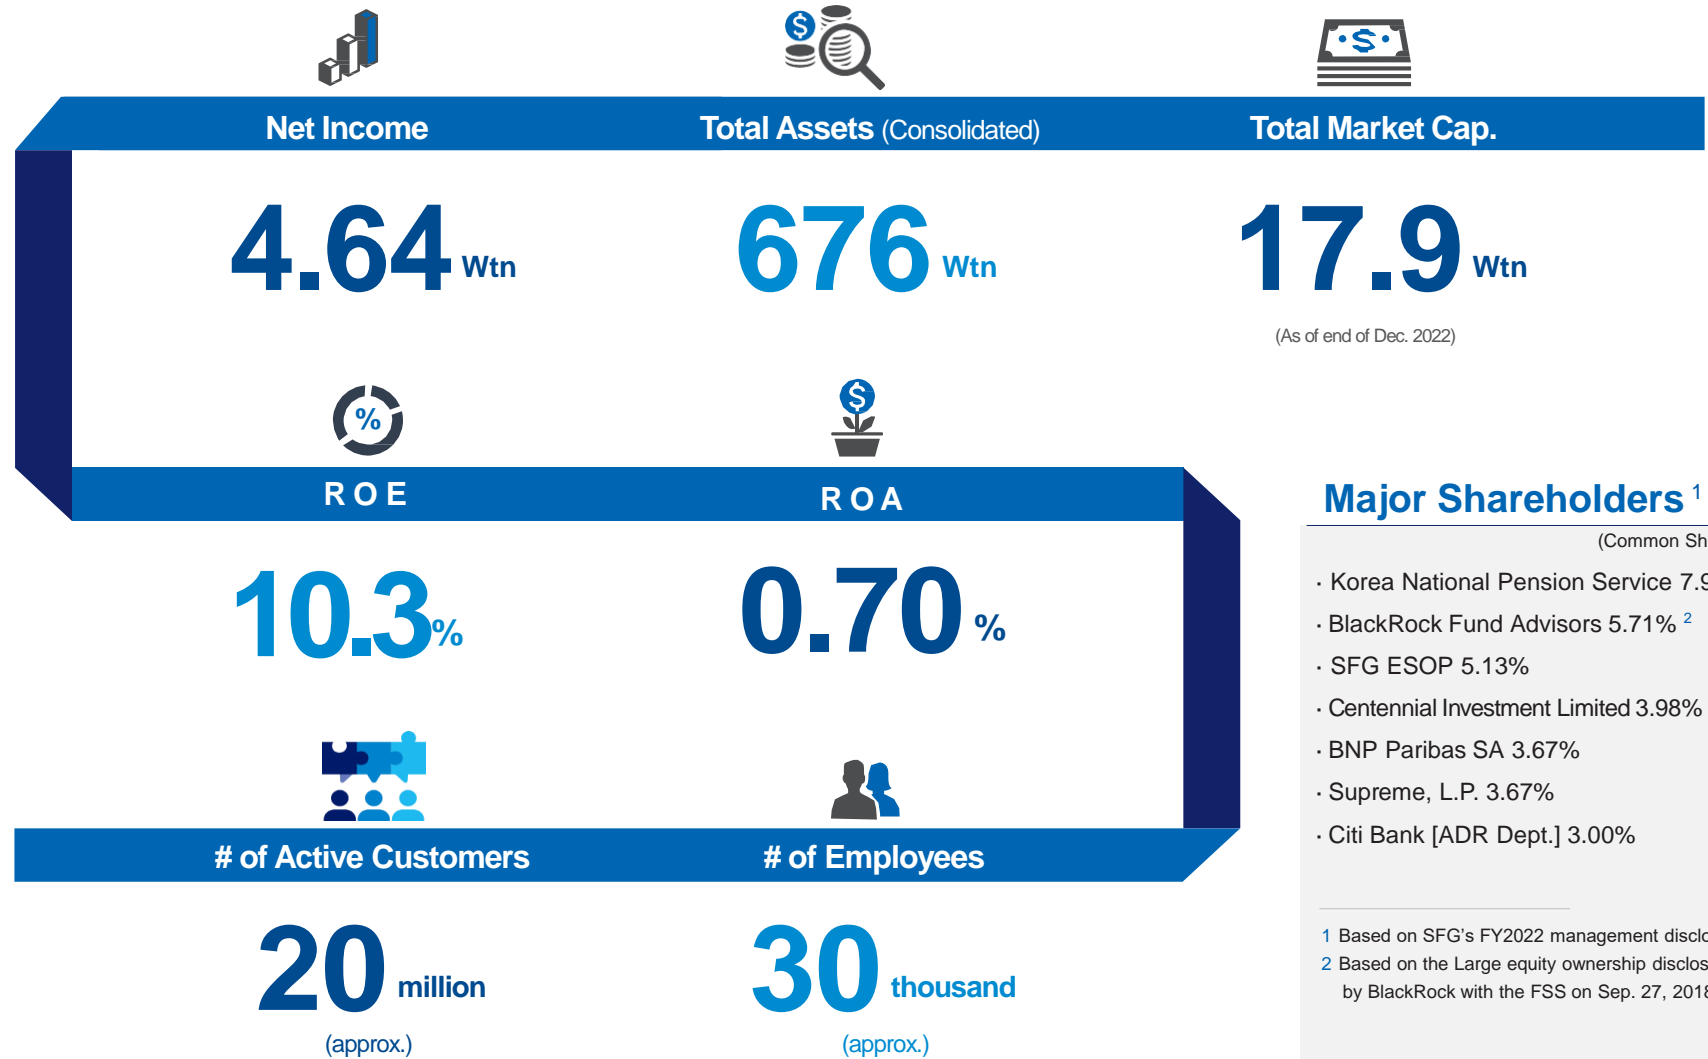 Net Income
Total Assets (Consolidated)
Total Market Cap.
4.64 Wtn
676 Wtn
17.9 Wtn
(As of end of Dec. 2022)
%
ROE
ROA
10.3%
0.70%
# of Active Customers
# of Employees
20 million
(approx.)
30 thousand
(approx.)
Major Shareholders 1
(Common Sh
· Korea National Pension Service 7.9
· BlackRock Fund Advisors 5.71% 2
· SFG ESOP 5.13%
· Centennial Investment Limited 3.98%
· BNP Paribas SA 3.67%
· Supreme, L.P. 3.67%
· Citi Bank [ADR Dept.] 3.00%
1 Based on SFG's FY2022 management disclo
2 Based on the Large equity ownership disclos
by BlackRock with the FSS on Sep. 27, 2018